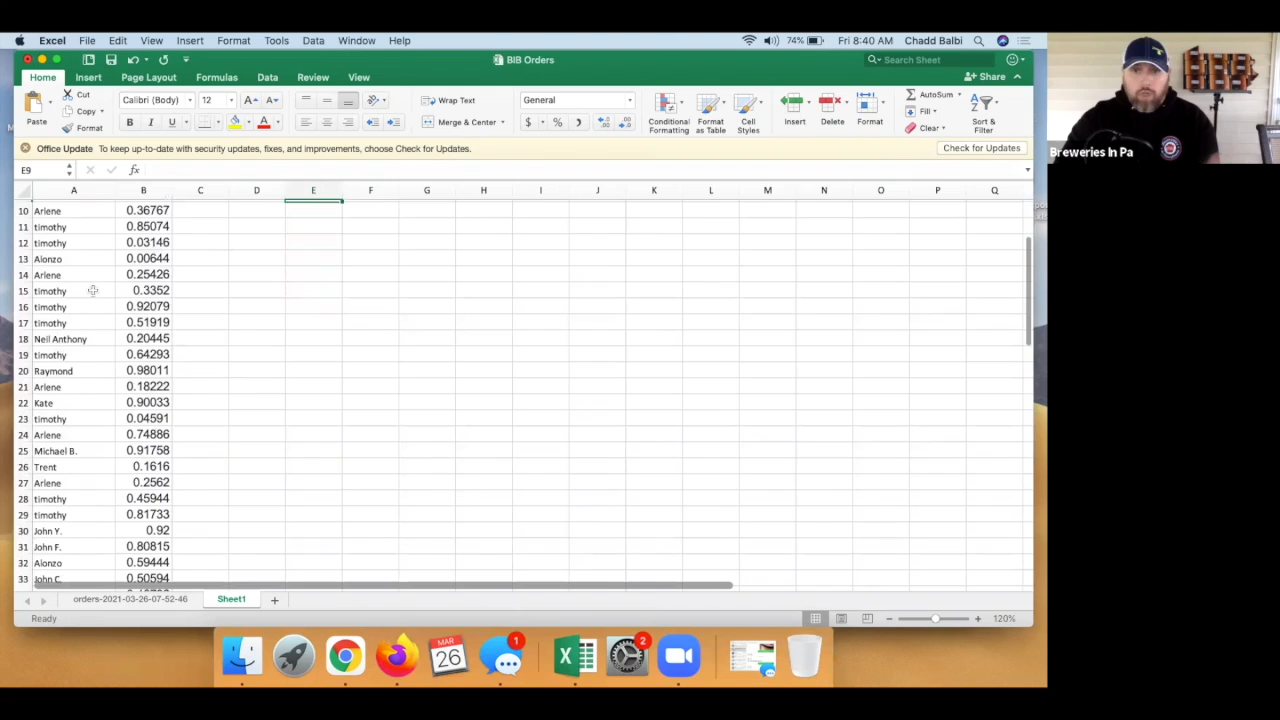 Excel File Edit View Insert Format Tools Data Window Help 74% Fri 8:40 AM Chadd Balbi
BIB Orders Search Sheet
Home Insert Page Layout Formulas Data Review View Share
Paste Cut Copy Format
Calibri (Body) 12 A A
B I U A
Wrap Text
Merge & Center
General
$ % )
Conditional Formatting
Format as Table
Cell Styles
Insert Delete Format
AutoSum
Fill
Clear
Sort & Filter
Office Update To keep up-to-date with security updates, fixes, and improvements, choose Check for Updates. Check for Updates
E9 fx
A B C D E F G H I J K L M N O P Q
10 Arlene 0.36767
11 timothy 0.85074
12 timothy 0.03146
13 Alonzo 0.00644
14 Arlene 0.25426
15 timothy 0.3352
16 timothy 0.92079
17 timothy 0.51919
18 Neil Anthony 0.20445
19 timothy 0.64293
20 Raymond 0.98011
21 Arlene 0.18222
22 Kate 0.90033
23 timothy 0.04591
24 Arlene 0.74886
25 Michael B. 0.91758
26 Trent 0.1616
27 Arlene 0.2562
28 timothy 0.45944
29 timothy 0.81733
30 John Y. 0.92
31 John F. 0.80815
32 Alonzo 0.59444
33 John C. 0.50594
orders-2021-03-26-07-52-46 Sheet1 +
Ready 120%
MAR
26
1
2
Breweries In Pa